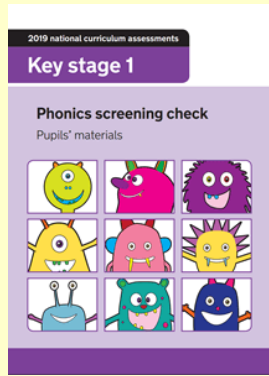 2019 national curriculum assessments
Key stage 1
Phonics screening check
Pupils' materials